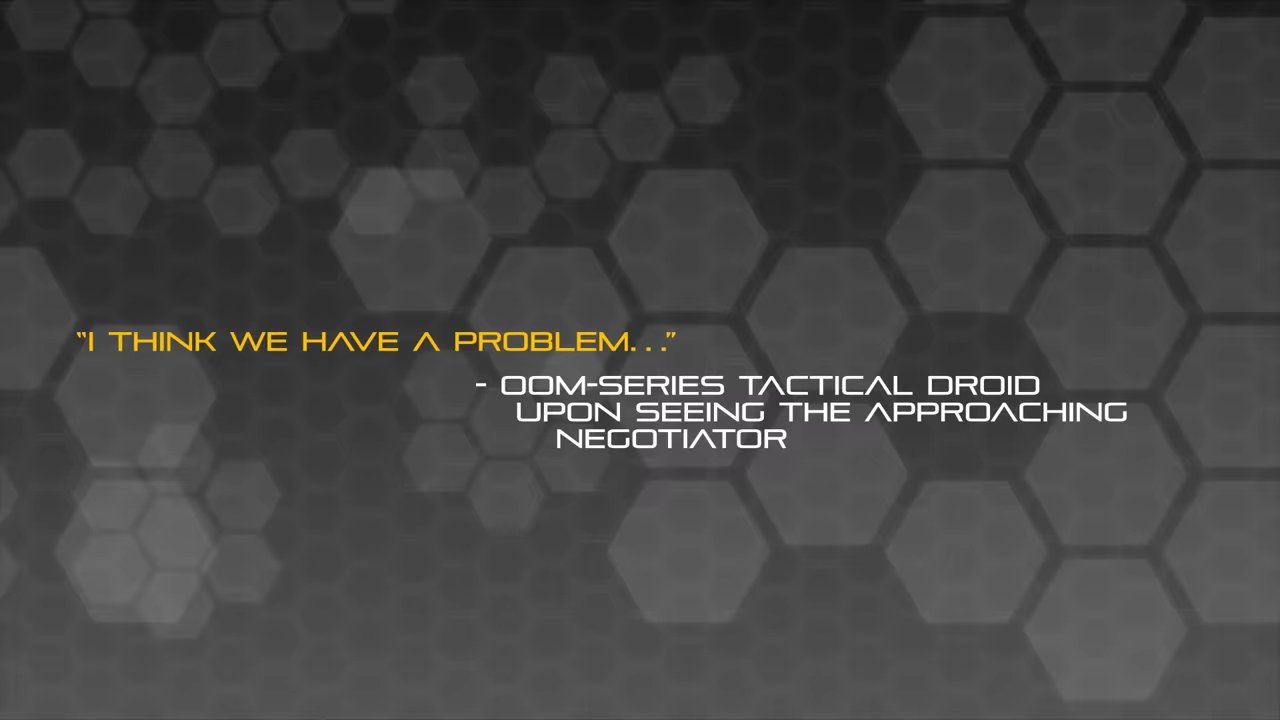 “I THINK WE HAVE A PROBLEM...”
- OOM-SERIES TACTICAL DROID
UPON SEEING THE APPROACHING
NEGOTIATOR